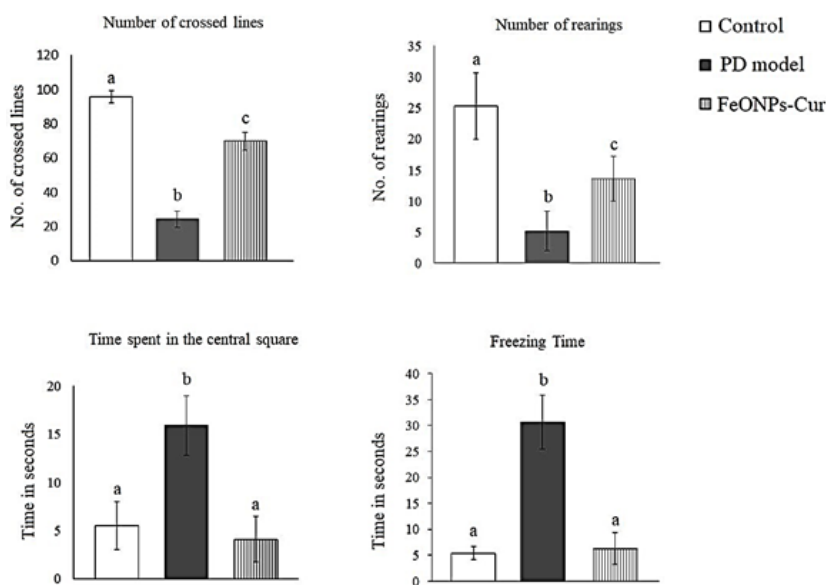 Number of crossed lines
No. of crossed lines
120
100
80
60
40
20
0
a
b
c
Number of rearings
No. of rearings
35
30
25
20
15
10
5
0
a
b
c
Control
PD model
FeONPs-Cur
Time spent in the central square
Time in seconds
20
15
10
5
0
a
b
a
Freezing Time
Time in seconds
40
35
30
25
20
15
10
5
0
a
b
a